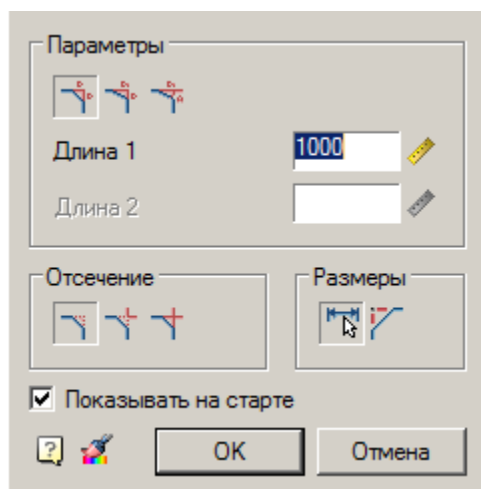 Параметры
Длина 1 1000
Длина 2
Отсечение Размеры
Показывать на старте
OK Отмена